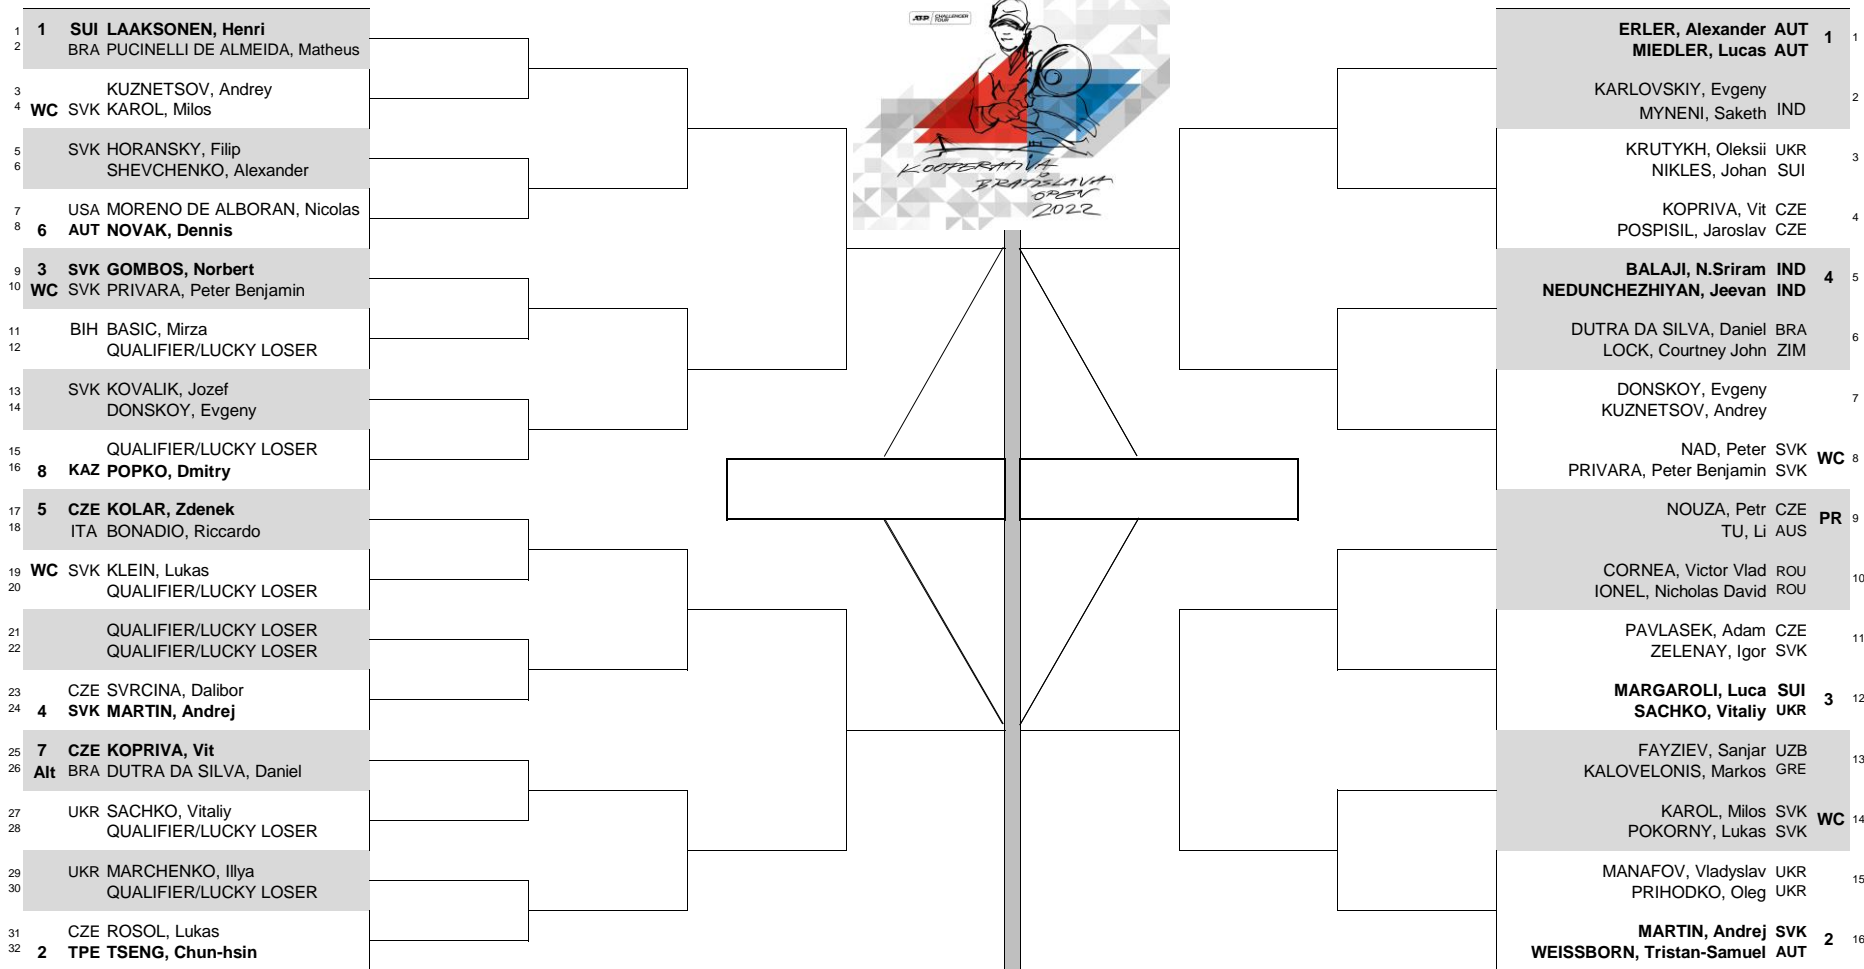 ATP CHALLENGER TOUR
KOOPERATIVA
BRATISLAVA
OPEN
2022
1 1 SUI LAAKSONEN, Henri
2 BRA PUCINELLI DE ALMEIDA, Matheus
3 KUZNETSOV, Andrey
4 WC SVK KAROL, Milos
5 SVK HORANSKY, Filip
6 SHEVCHENKO, Alexander
7 USA MORENO DE ALBORAN, Nicolas
8 6 AUT NOVAK, Dennis
9 3 SVK GOMBOS, Norbert
10 WC SVK PRIVARA, Peter Benjamin
11 BIH BASIC, Mirza
12 QUALIFIER/LUCKY LOSER
13 SVK KOVALIK, Jozef
14 DONSKOY, Evgeny
15 QUALIFIER/LUCKY LOSER
16 8 KAZ POPKO, Dmitry
17 5 CZE KOLAR, Zdenek
18 ITA BONADIO, Riccardo
19 WC SVK KLEIN, Lukas
20 QUALIFIER/LUCKY LOSER
21 QUALIFIER/LUCKY LOSER
22 QUALIFIER/LUCKY LOSER
23 CZE SVRCINA, Dalibor
24 4 SVK MARTIN, Andrej
25 7 CZE KOPRIVA, Vit
26 Alt BRA DUTRA DA SILVA, Daniel
27 UKR SACHKO, Vitaliy
28 QUALIFIER/LUCKY LOSER
29 UKR MARCHENKO, Illya
30 QUALIFIER/LUCKY LOSER
31 CZE ROSOL, Lukas
32 2 TPE TSENG, Chun-hsin
ERLER, Alexander AUT 1 1
MIEDLER, Lucas AUT
KARLOVSKIY, Evgeny 2
MYNENI, Saketh IND
KRUTYKH, Oleksii UKR 3
NIKLES, Johan SUI
KOPRIVA, Vit CZE 4
POSPISIL, Jaroslav CZE
BALAJI, N.Sriram IND 4 5
NEDUNCHEZHIYAN, Jeevan IND
DUTRA DA SILVA, Daniel BRA 6
LOCK, Courtney John ZIM
DONSKOY, Evgeny 7
KUZNETSOV, Andrey
NAD, Peter SVK WC 8
PRIVARA, Peter Benjamin SVK
NOUZA, Petr CZE PR 9
TU, Li AUS
CORNEA, Victor Vlad ROU 10
IONEL, Nicholas David ROU
PAVLASEK, Adam CZE 11
ZELENAY, Igor SVK
MARGAROLI, Luca SUI 3 12
SACHKO, Vitaliy UKR
FAYZIEV, Sanjar UZB 13
KALOVELONIS, Markos GRE
KAROL, Milos SVK WC 14
POKORNY, Lukas SVK
MANAFOV, Vladyslav UKR 15
PRIHODKO, Oleg UKR
MARTIN, Andrej SVK 2 16
WEISSBORN, Tristan-Samuel AUT